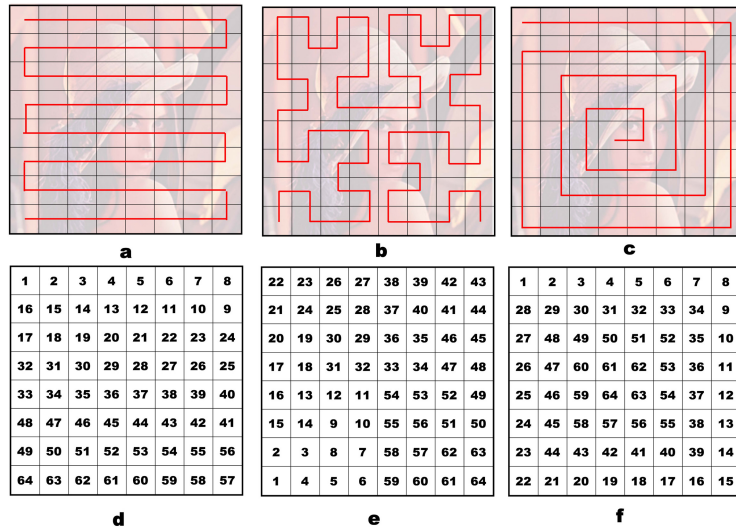 a b c
1 2 3 4 5 6 7 8
16 15 14 13 12 11 10 9
17 18 19 20 21 22 23 24
32 31 30 29 28 27 26 25
33 34 35 36 37 38 39 40
48 47 46 45 44 43 42 41
49 50 51 52 53 54 55 56
64 63 62 61 60 59 58 57
22 23 26 27 38 39 42 43
21 24 25 28 37 40 41 44
20 19 30 29 36 35 46 45
17 18 31 32 33 34 47 48
16 13 12 11 54 53 52 49
15 14 9 10 55 56 51 50
2 3 8 7 58 57 62 63
1 4 5 6 59 60 61 64
1 2 3 4 5 6 7 8
28 29 30 31 32 33 34 9
27 48 49 50 51 52 35 10
26 47 60 61 62 53 36 11
25 46 59 64 63 54 37 12
24 45 58 57 56 55 38 13
23 44 43 42 41 40 39 14
22 21 20 19 18 17 16 15
d e f